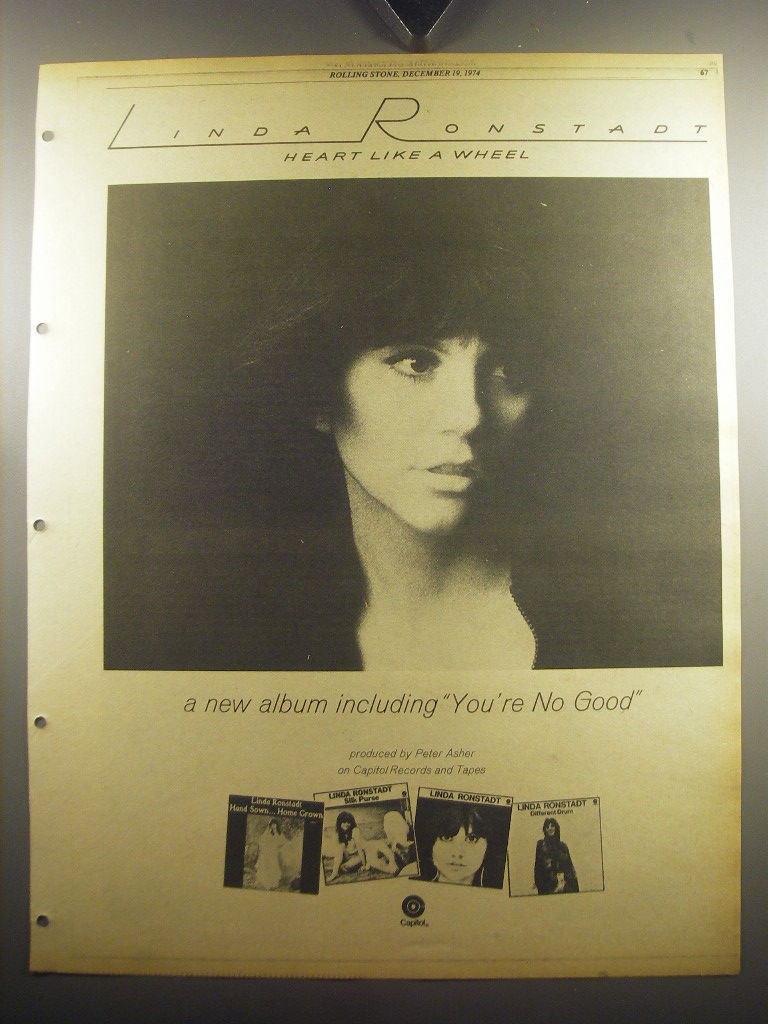 ROLLING STONE, DECEMBER 19, 1974
67
LINDA RONSTADT
HEART LIKE A WHEEL
a new album including "You're No Good"
produced by Peter Asher
on Capitol Records and Tapes
Linda Ronstadt
Hand Sown... Home Grown
LINDA RONSTADT
Silk Purse
LINDA RONSTADT
LINDA RONSTADT
Different Drum
Capitol®